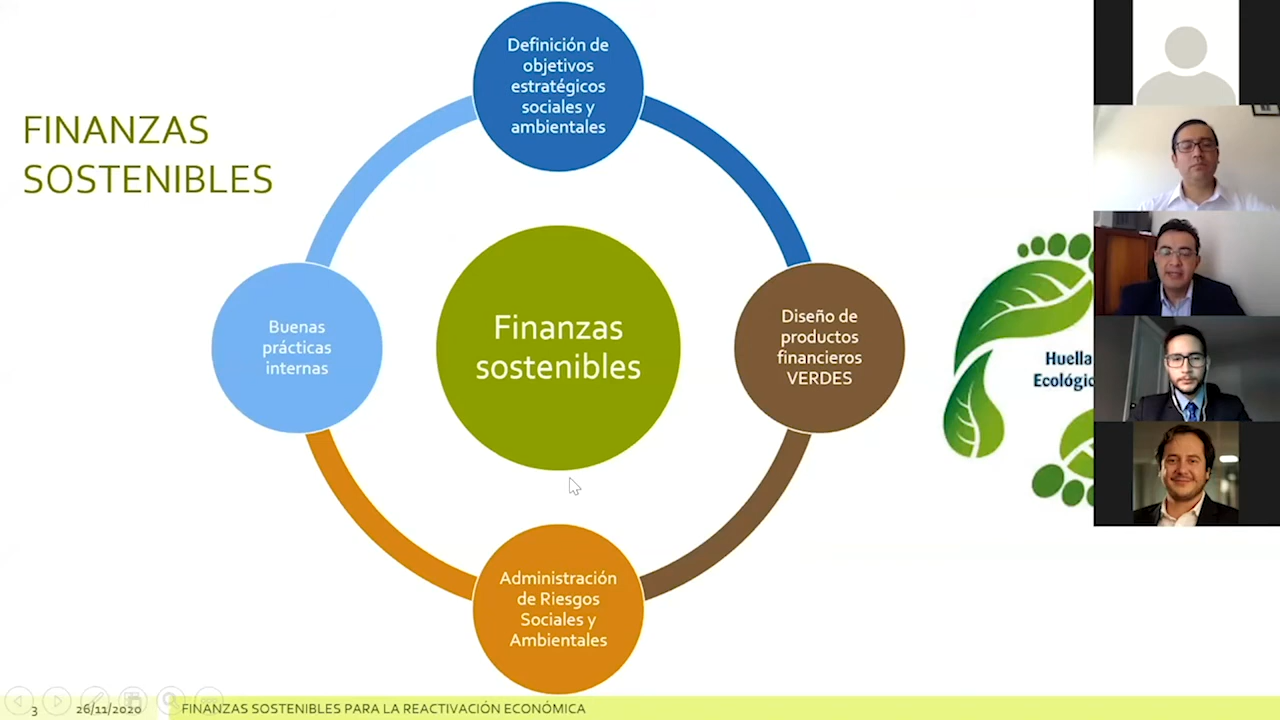 FINANZAS
SOSTENIBLES
Definición de
objetivos
estratégicos
sociales y
ambientales
Buenas
prácticas
internas
Finanzas
sostenibles
Diseño de
productos
financieros
VERDES
Huella
Administración
de Riesgos
Sociales y
Ambientales
3
26/11/2020
FINANZAS SOSTENIBLES PARA LA REACTIVACIÓN ECONÓMICA